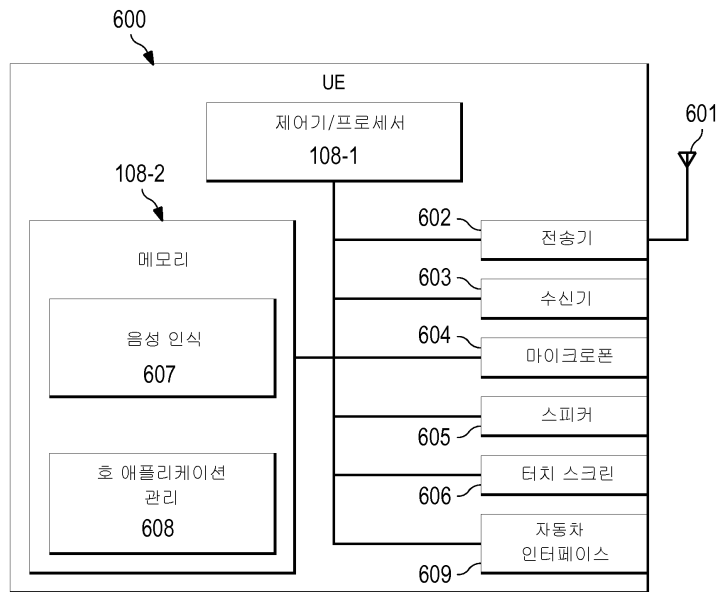 600
UE
601
제어기/프로세서
108-1
108-2
메모리
음성 인식
607
호 애플리케이션
관리
608
602
전송기
603
수신기
604
마이크로폰
605
스피커
606
터치 스크린
609
자동차
인터페이스